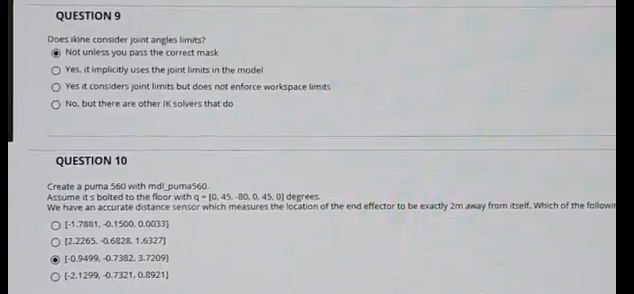 QUESTION 9
Does ikine consider joint angles limits?
Not unless you pass the correct mask
Yes, it implicitly uses the joint limits in the model
Yes it considers joint limits but does not enforce workspace limits
No, but there are other IK solvers that do
QUESTION 10
Create a puma 560 with mdl_puma560.
Assume it s bolted to the floor with q = [0, 45, -80, 0, 45, 0] degrees.
We have an accurate distance sensor which measures the location of the end effector to be exactly 2m away from itself. Which of the
[-1.7881, -0.1500, 0.0033]
[2.2265, -0.6828, 1.6327]
[-0.9499, -0.7382, 3.7209]
[-2.1299, -0.7321, 0.8921]